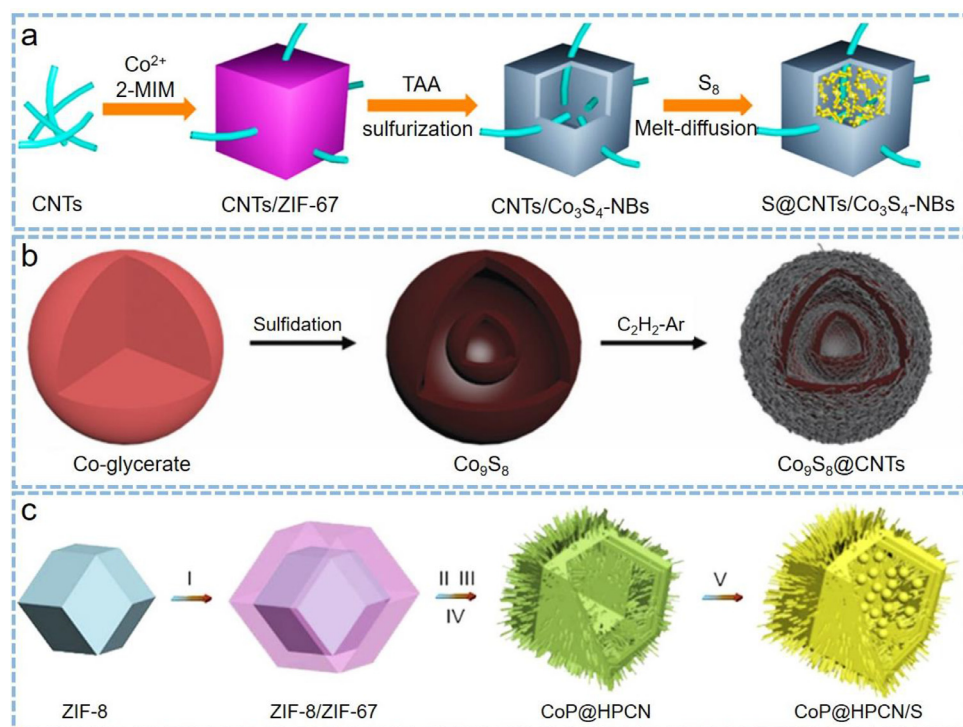 a
Co²⁺
2-MIM
TAA
sulfurization
S₈
Melt-diffusion
CNTs
CNTs/ZIF-67
CNTs/Co₃S₄-NBs
S@CNTs/Co₃S₄-NBs
b
Sulfidation
C₂H₂-Ar
Co-glycerate
Co₉S₈
Co₉S₈@CNTs
c
I
II III
IV
V
ZIF-8
ZIF-8/ZIF-67
CoP@HPCN
CoP@HPCN/S